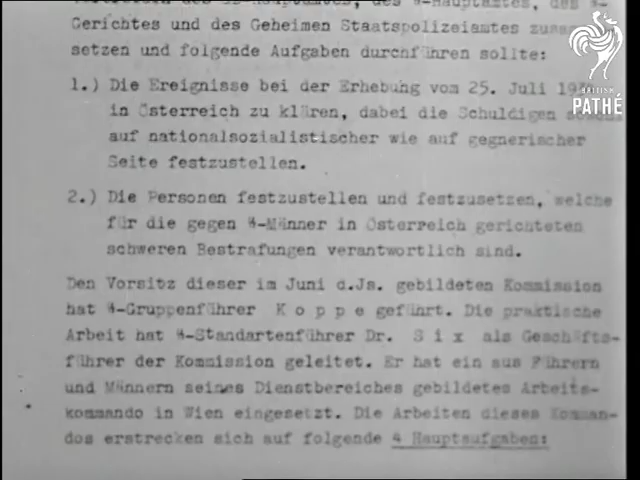 des
Gerichtes und des Geheimen Staatspolizeiamtes
setzen und folgende Aufgaben durchführen sollte:
1.) Die Ereignisse bei der Erhebung vom 25. Juli
in Österreich zu klären, dabei die Schuldigen
auf nationalsozialistischer wie auf gegnerischer
Seite festzustellen.
2.) Die Personen festzustellen und festzusetzen, welche
für die gegen ᛋᛋ-Männer in Österreich gerichteten
schweren Bestrafungen verantwortlich sind.
Den Vorsitz dieser im Juni d.Js. gebildeten Kommission
hat ᛋᛋ-Gruppenführer K o p p e geführt. Die praktische
Arbeit hat ᛋᛋ-Standartenführer Dr. S i x als Geschäfts-
führer der Kommission geleitet. Er hat ein aus Führern
und Männern seines Dienstbereiches gebildetes Arbeits-
kommando in Wien eingesetzt. Die Arbeiten dieses Komman-
dos erstrecken sich auf folgende 4 Hauptaufgaben:
BRITISH
PATHÉ